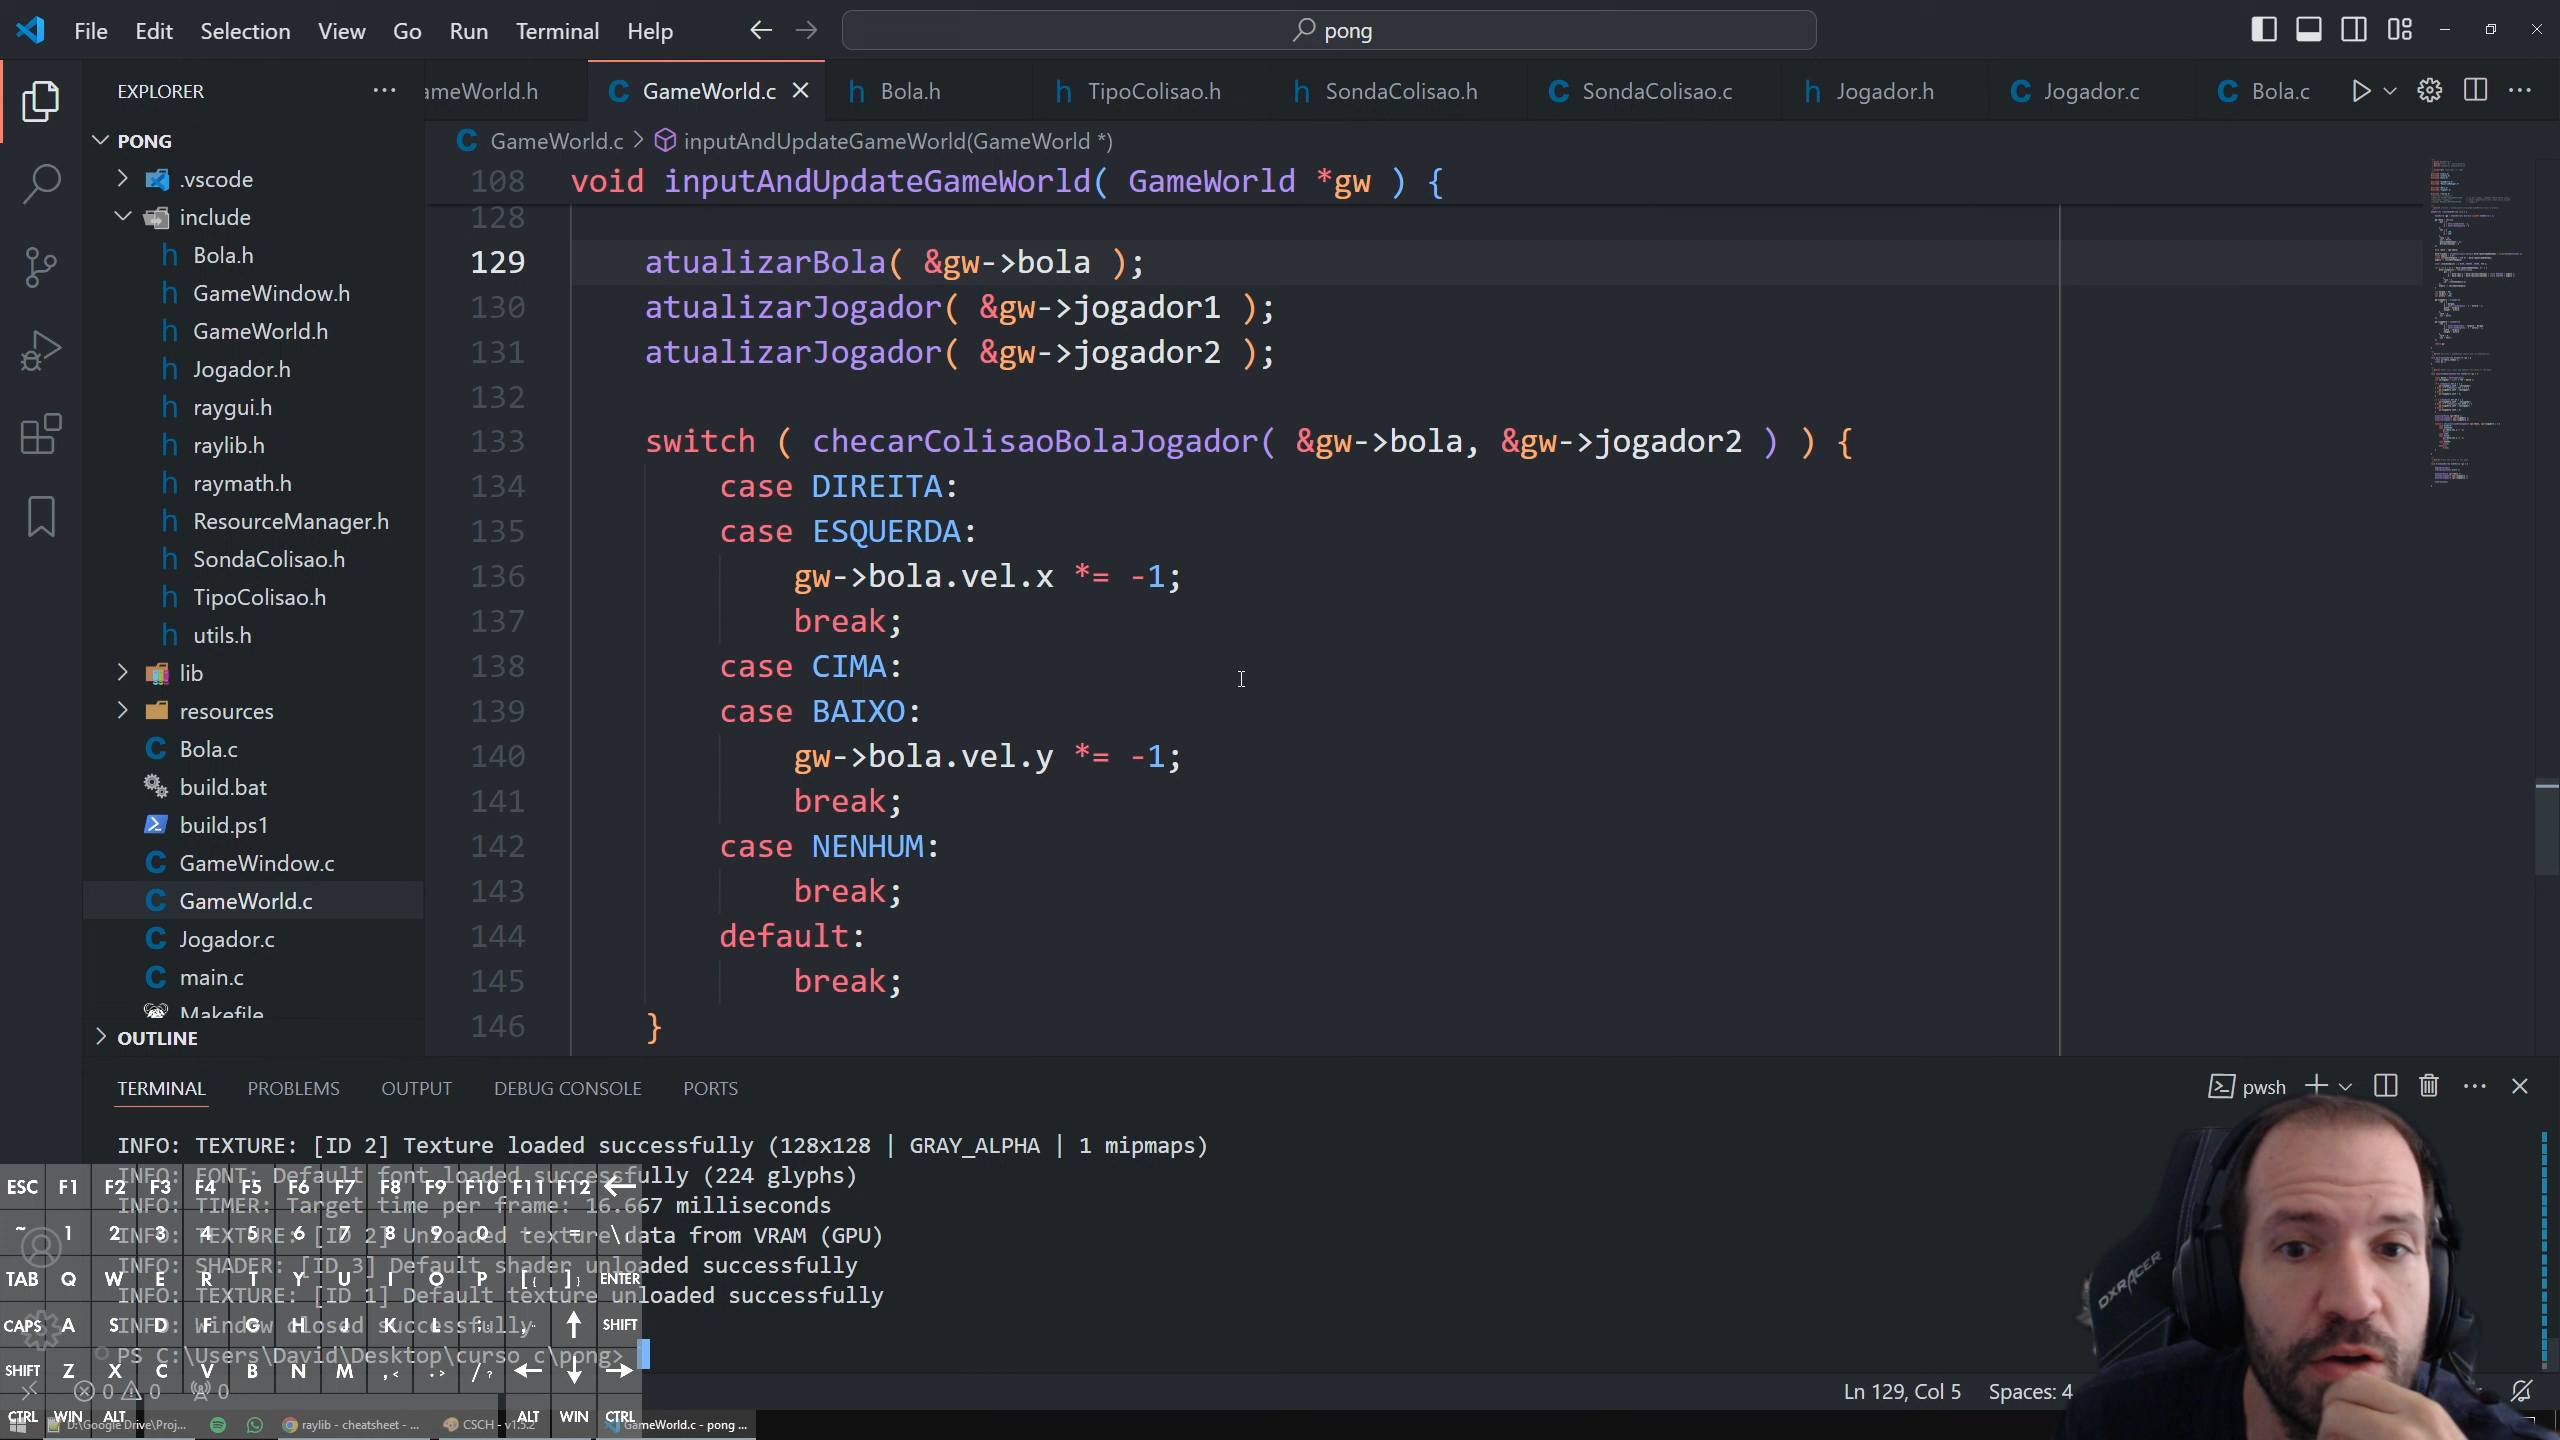 File Edit Selection View Go Run Terminal Help
pong
EXPLORER
PONG
.vscode
include
Bola.h
GameWindow.h
GameWorld.h
Jogador.h
raygui.h
raylib.h
raymath.h
ResourceManager.h
SondaColisao.h
TipoColisao.h
utils.h
lib
resources
Bola.c
build.bat
build.ps1
GameWindow.c
GameWorld.c
Jogador.c
main.c
Makefile
OUTLINE
ameWorld.h GameWorld.c Bola.h TipoColisao.h SondaColisao.h SondaColisao.c Jogador.h Jogador.c Bola.c
GameWorld.c > inputAndUpdateGameWorld(GameWorld *)
108 void inputAndUpdateGameWorld( GameWorld *gw ) {
128
129 atualizarBola( &gw->bola );
130 atualizarJogador( &gw->jogador1 );
131 atualizarJogador( &gw->jogador2 );
132
133 switch ( checarColisaoBolaJogador( &gw->bola, &gw->jogador2 ) ) {
134 case DIREITA:
135 case ESQUERDA:
136 gw->bola.vel.x *= -1;
137 break;
138 case CIMA:
139 case BAIXO:
140 gw->bola.vel.y *= -1;
141 break;
142 case NENHUM:
143 break;
144 default:
145 break;
146 }
TERMINAL PROBLEMS OUTPUT DEBUG CONSOLE PORTS
pwsh
INFO: TEXTURE: [ID 2] Texture loaded successfully (128x128 | GRAY_ALPHA | 1 mipmaps)
INFO: FONT: Default font loaded successfully (224 glyphs)
INFO: TIMER: Target time per frame: 16.667 milliseconds
INFO: TEXTURE: [ID 2] Unloaded texture data from VRAM (GPU)
INFO: SHADER: [ID 3] Default shader unloaded successfully
INFO: TEXTURE: [ID 1] Default texture unloaded successfully
INFO: Window closed successfully
PS C:\Users\David\Desktop\curso_c\pong>
ESC F1 F2 F3 F4 F5 F6 F7 F8 F9 F10 F11 F12 ←
~ 1 2 3 4 5 6 7 8 9 0 - = \
TAB Q W E R T Y U I O P [{ ]} ENTER
CAPS A S D F G H J K L ↑ SHIFT
SHIFT Z X C V B N M ,< .> /? ← ↓ →
CTRL WIN ALT ALT WIN CTRL
0 0 0
Ln 129, Col 5 Spaces: 4
D:\Google Drive\Proj... raylib - cheatsheet - ... CSCH - v1.5.2 GameWorld.c - pong ...
DXRACER